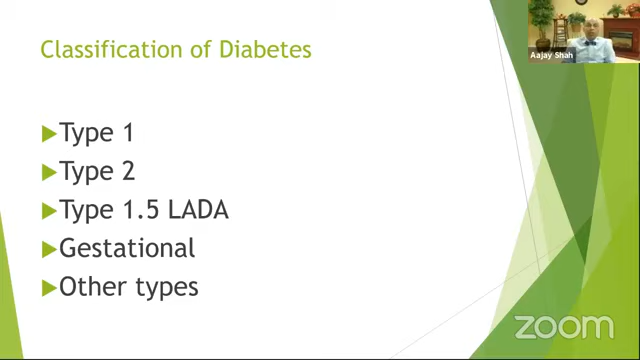 Classification of Diabetes
Aajay Shah
Type 1
Type 2
Type 1.5 LADA
Gestational
Other types
zoom